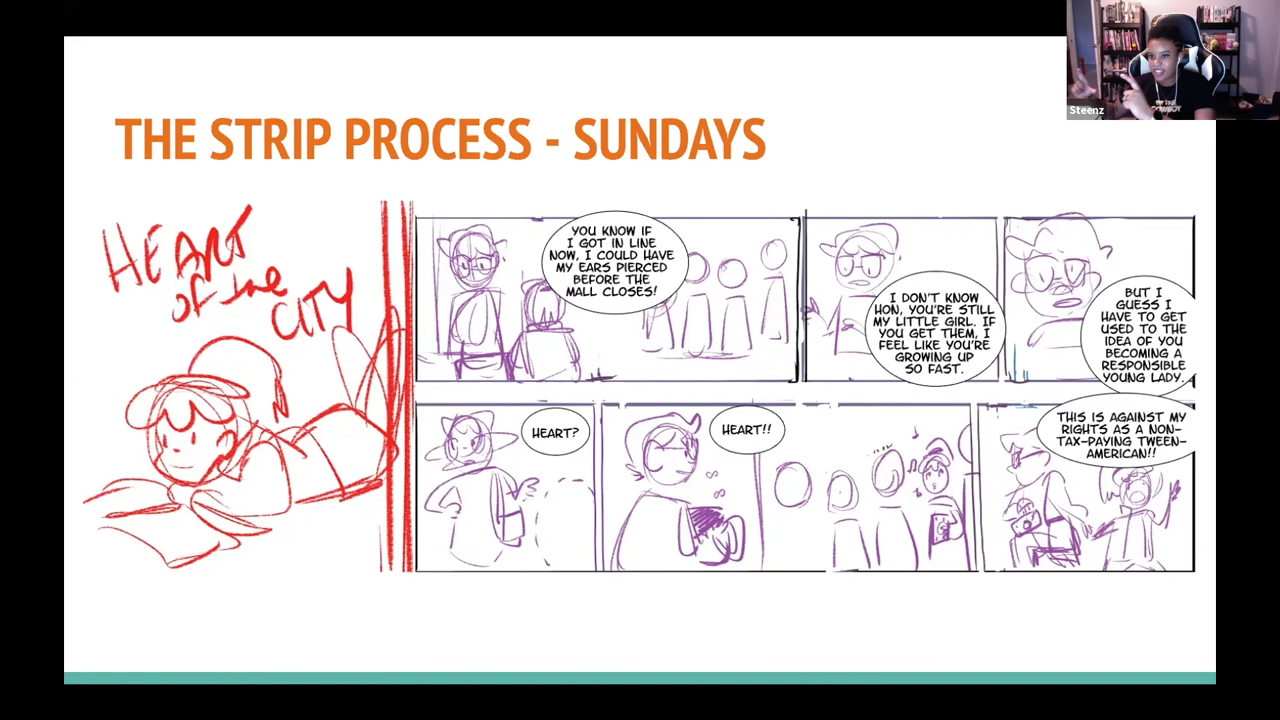 Steenz
THE STRIP PROCESS - SUNDAYS
HEART
OF THE
CITY
YOU KNOW IF
I GOT IN LINE
NOW, I COULD HAVE
MY EARS PIERCED
BEFORE THE
MALL CLOSES!
I DON'T KNOW
HON, YOU'RE STILL
MY LITTLE GIRL. IF
YOU GET THEM, I
FEEL LIKE YOU'RE
GROWING UP
SO FAST.
BUT I
GUESS I
HAVE TO GET
USED TO THE
IDEA OF YOU
BECOMING A
RESPONSIBLE
YOUNG LADY.
HEART?
HEART!!
THIS IS AGAINST MY
RIGHTS AS A NON-
TAX-PAYING TWEEN-
AMERICAN!!